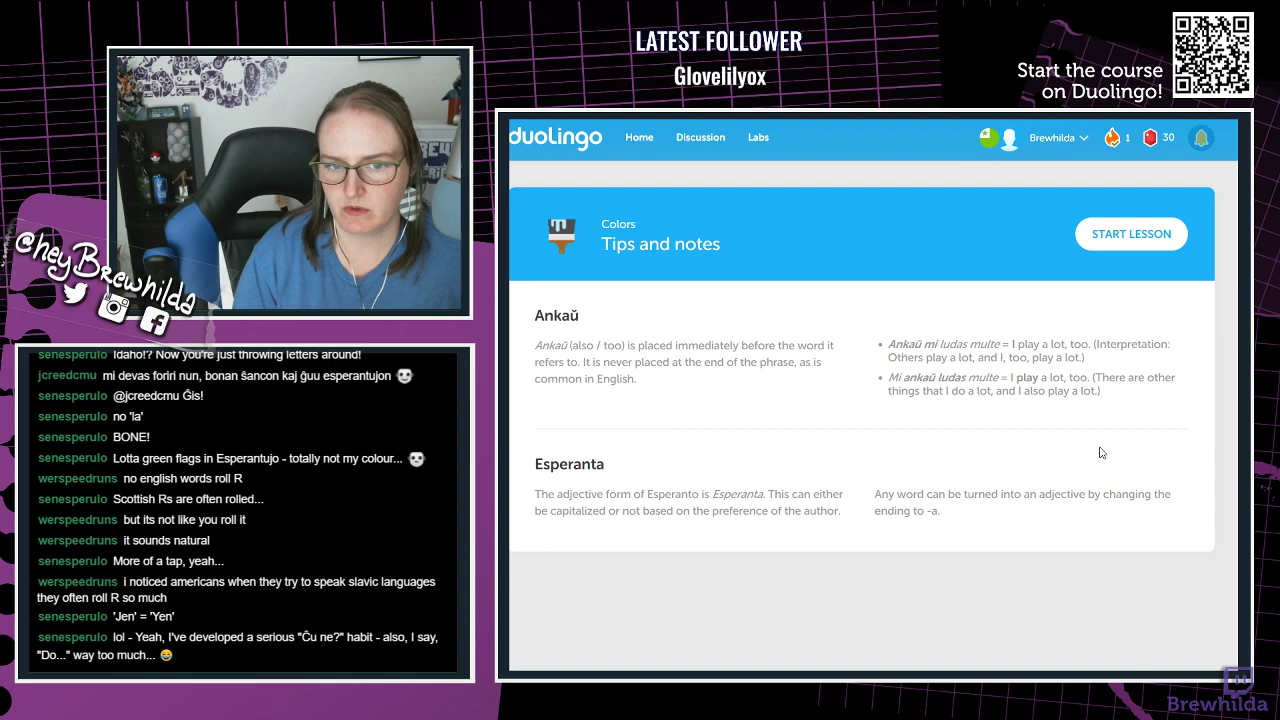 LATEST FOLLOWER
Glovelilyox
Start the course
on Duolingo!
@heyBrewhilda
duolingo
Home
Discussion
Labs
Brewhilda
1
30
Colors
Tips and notes
START LESSON
Ankaŭ
Ankaŭ (also / too) is placed immediately before the word it
refers to. It is never placed at the end of the phrase, as is
common in English.
• Ankaŭ mi ludas multe = I play a lot, too. (Interpretation:
Others play a lot, and I, too, play a lot.)
• Mi ankaŭ ludas multe = I play a lot, too. (There are other
things that I do a lot, and I also play a lot.)
Esperanta
The adjective form of Esperanto is Esperanta. This can either
be capitalized or not based on the preference of the author.
Any word can be turned into an adjective by changing the
ending to -a.
senesperulo Idaho!? Now you're just throwing letters around!
jcreedcmu mi devas foriri nun, bonan ŝancon kaj ĝuu esperantujon
senesperulo @jcreedcmu Ĝis!
senesperulo no 'la'
senesperulo BONE!
senesperulo Lotta green flags in Esperantujo - totally not my colour...
werspeedruns no english words roll R
senesperulo Scottish Rs are often rolled...
werspeedruns but its not like you roll it
werspeedruns it sounds natural
senesperulo More of a tap, yeah...
werspeedruns i noticed americans when they try to speak slavic languages
they often roll R so much
senesperulo 'Jen' = 'Yen'
senesperulo lol - Yeah, I've developed a serious "Ĉu ne?" habit - also, I say,
"Do..." way too much...
Brewhilda